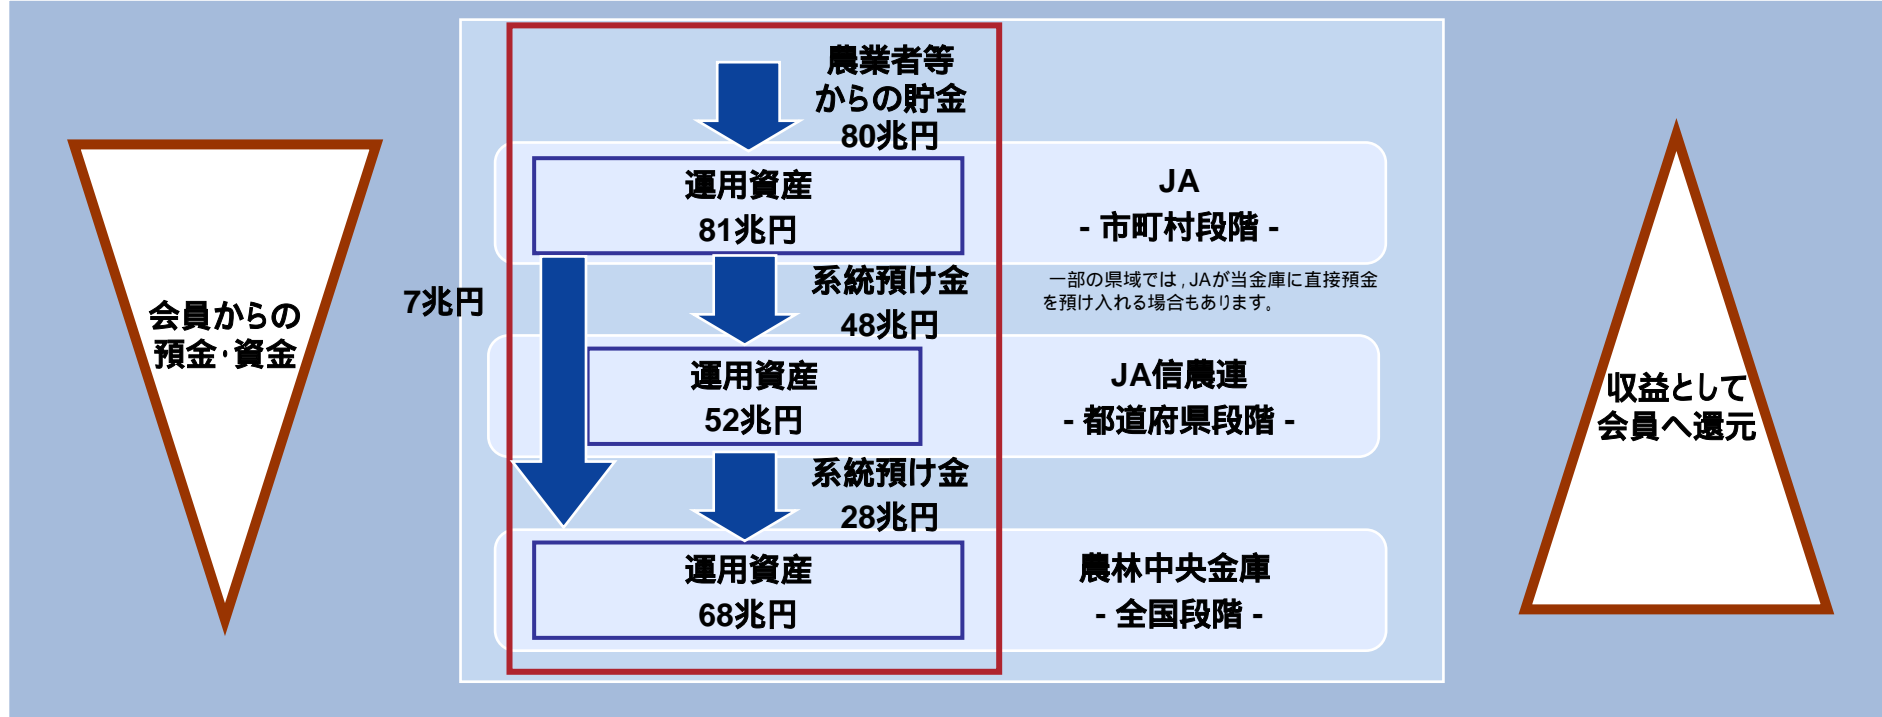 農業者等
からの貯金
80兆円
運用資産
81兆円
JA
- 市町村段階 -
7兆円
系統預け金
48兆円
一部の県域では,JAが当金庫に直接預金
を預け入れる場合もあります。
会員からの
預金・資金
運用資産
52兆円
JA信農連
- 都道府県段階 -
収益として
会員へ還元
系統預け金
28兆円
運用資産
68兆円
農林中央金庫
- 全国段階 -